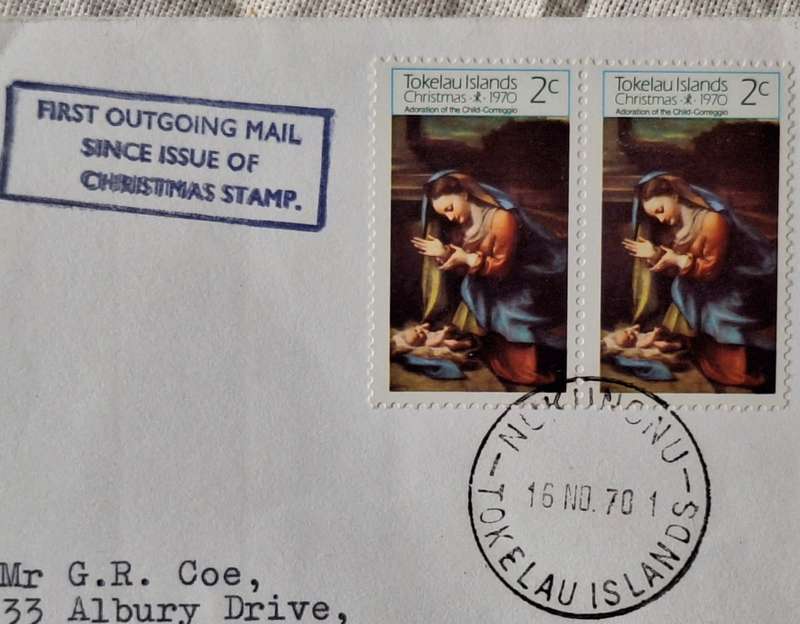 FIRST OUTGOING MAIL
SINCE ISSUE OF
CHRISTMAS STAMP.
Tokelau Islands 2c
Christmas 1970
Adoration of the Child-Correggio
Tokelau Islands 2c
Christmas 1970
Adoration of the Child-Correggio
NUKUNONU
16 NO. 70 1
TOKELAU ISLANDS
Mr G.R. Coe,
33 Albury Drive,